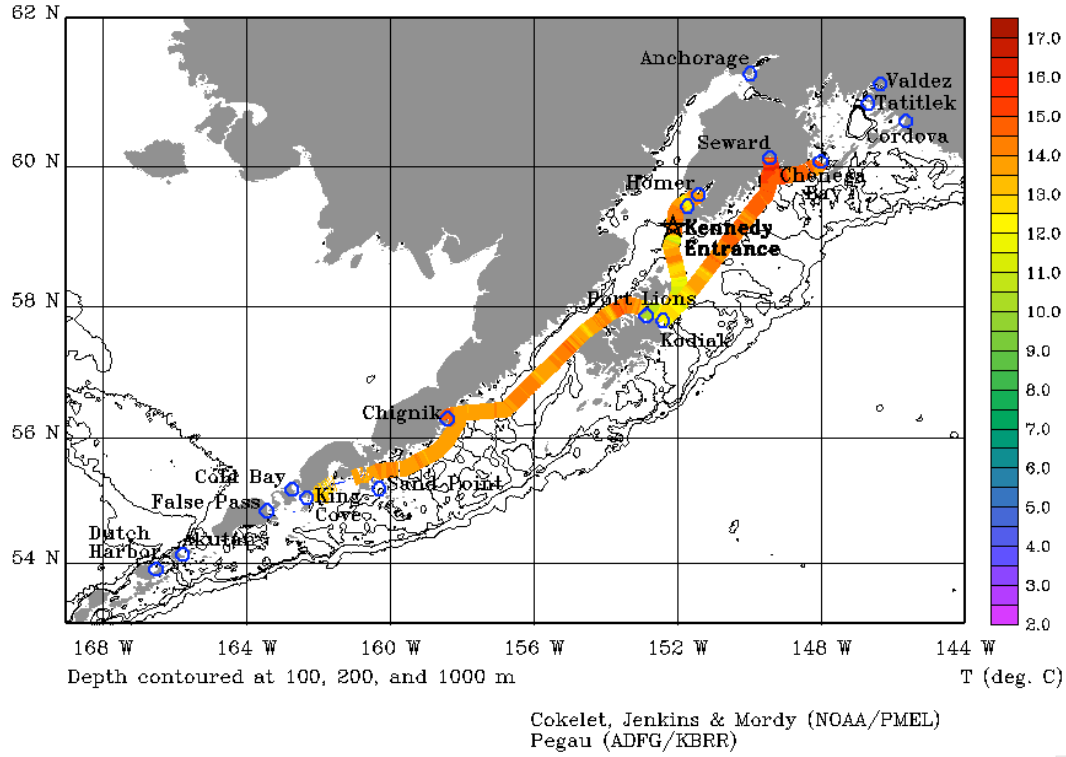 62 N
60 N
58 N
56 N
54 N
Anchorage
Valdez
Tatitlek
Cordova
Seward
Chenega
Bay
Homer
Kennedy
Entrance
Port Lions
Kodiak
Chignik
Cold Bay
Sand Point
King
Cove
False Pass
Dutch
Harbor
Akutan
168 W
164 W
160 W
156 W
152 W
148 W
144 W
17.0
16.0
15.0
14.0
13.0
12.0
11.0
10.0
9.0
8.0
7.0
6.0
5.0
4.0
3.0
2.0
Depth contoured at 100, 200, and 1000 m
T (deg. C)
Cokelet, Jenkins & Mordy (NOAA/PMEL)
Pegau (ADFG/KBRR)